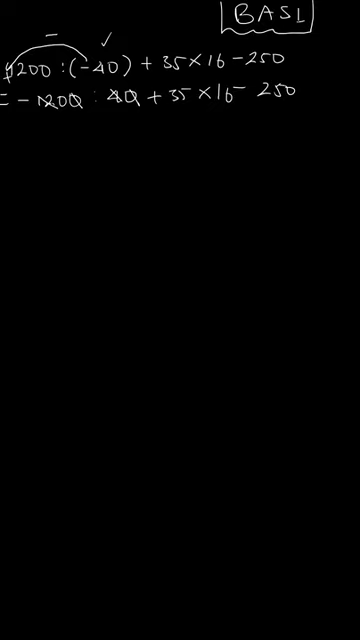 BASL
1200 : (-40) + 35 × 16 - 250
= - 1200 : 40 + 35 × 16 - 250